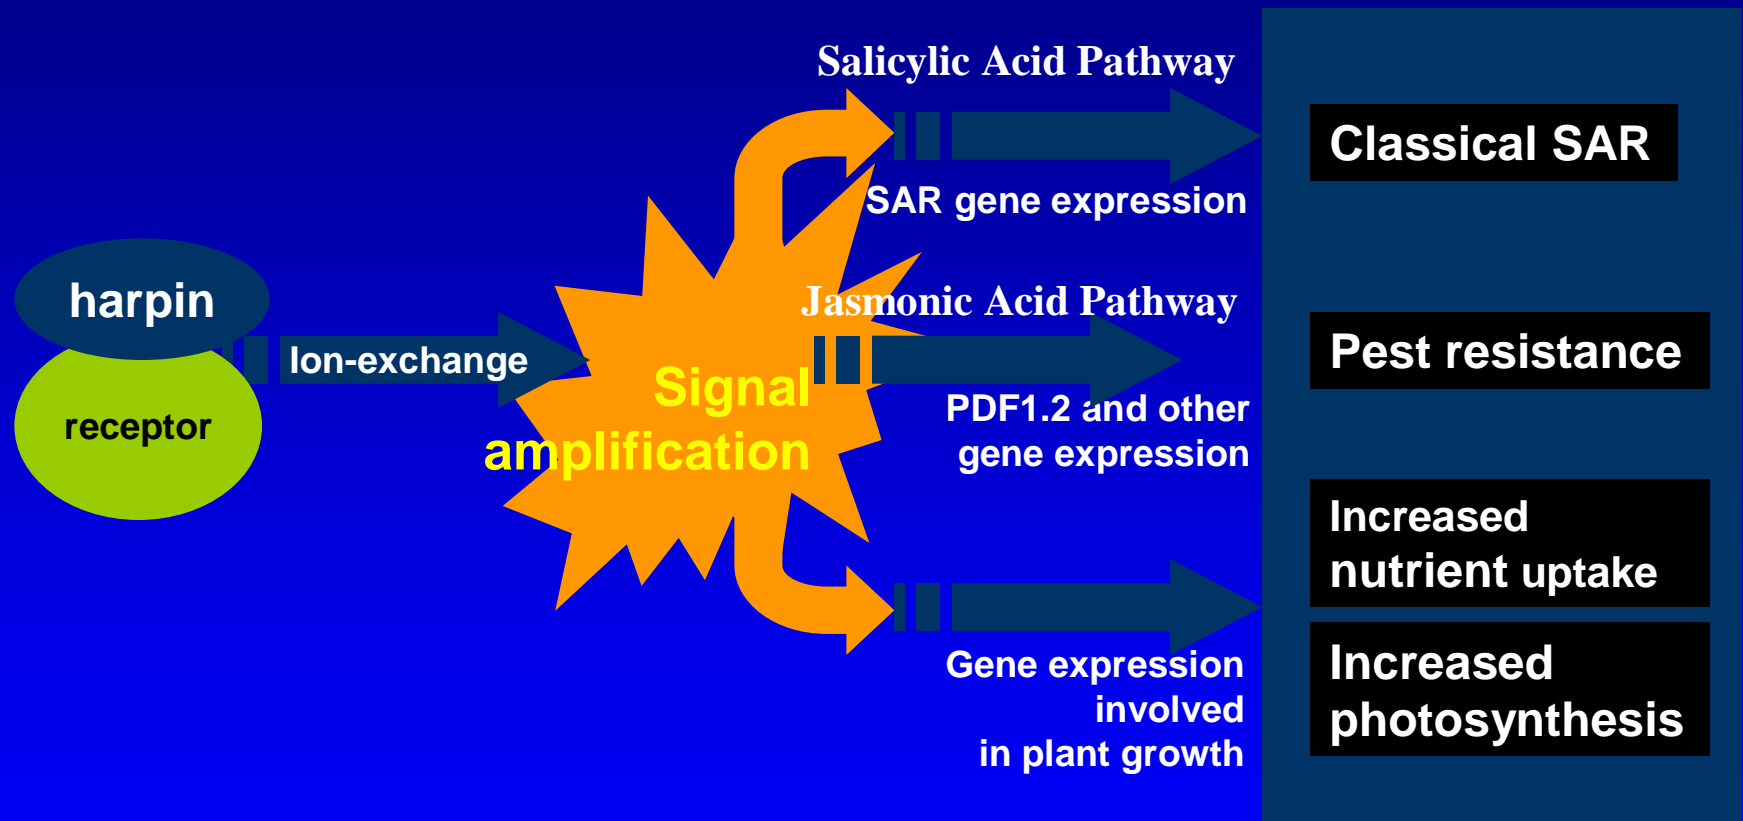 harpin
receptor
Ion-exchange
Signal
amplification
Salicylic Acid Pathway
SAR gene expression
Jasmonic Acid Pathway
PDF1.2 and other
gene expression
Gene expression
involved
in plant growth
Classical SAR
Pest resistance
Increased
nutrient uptake
Increased
photosynthesis